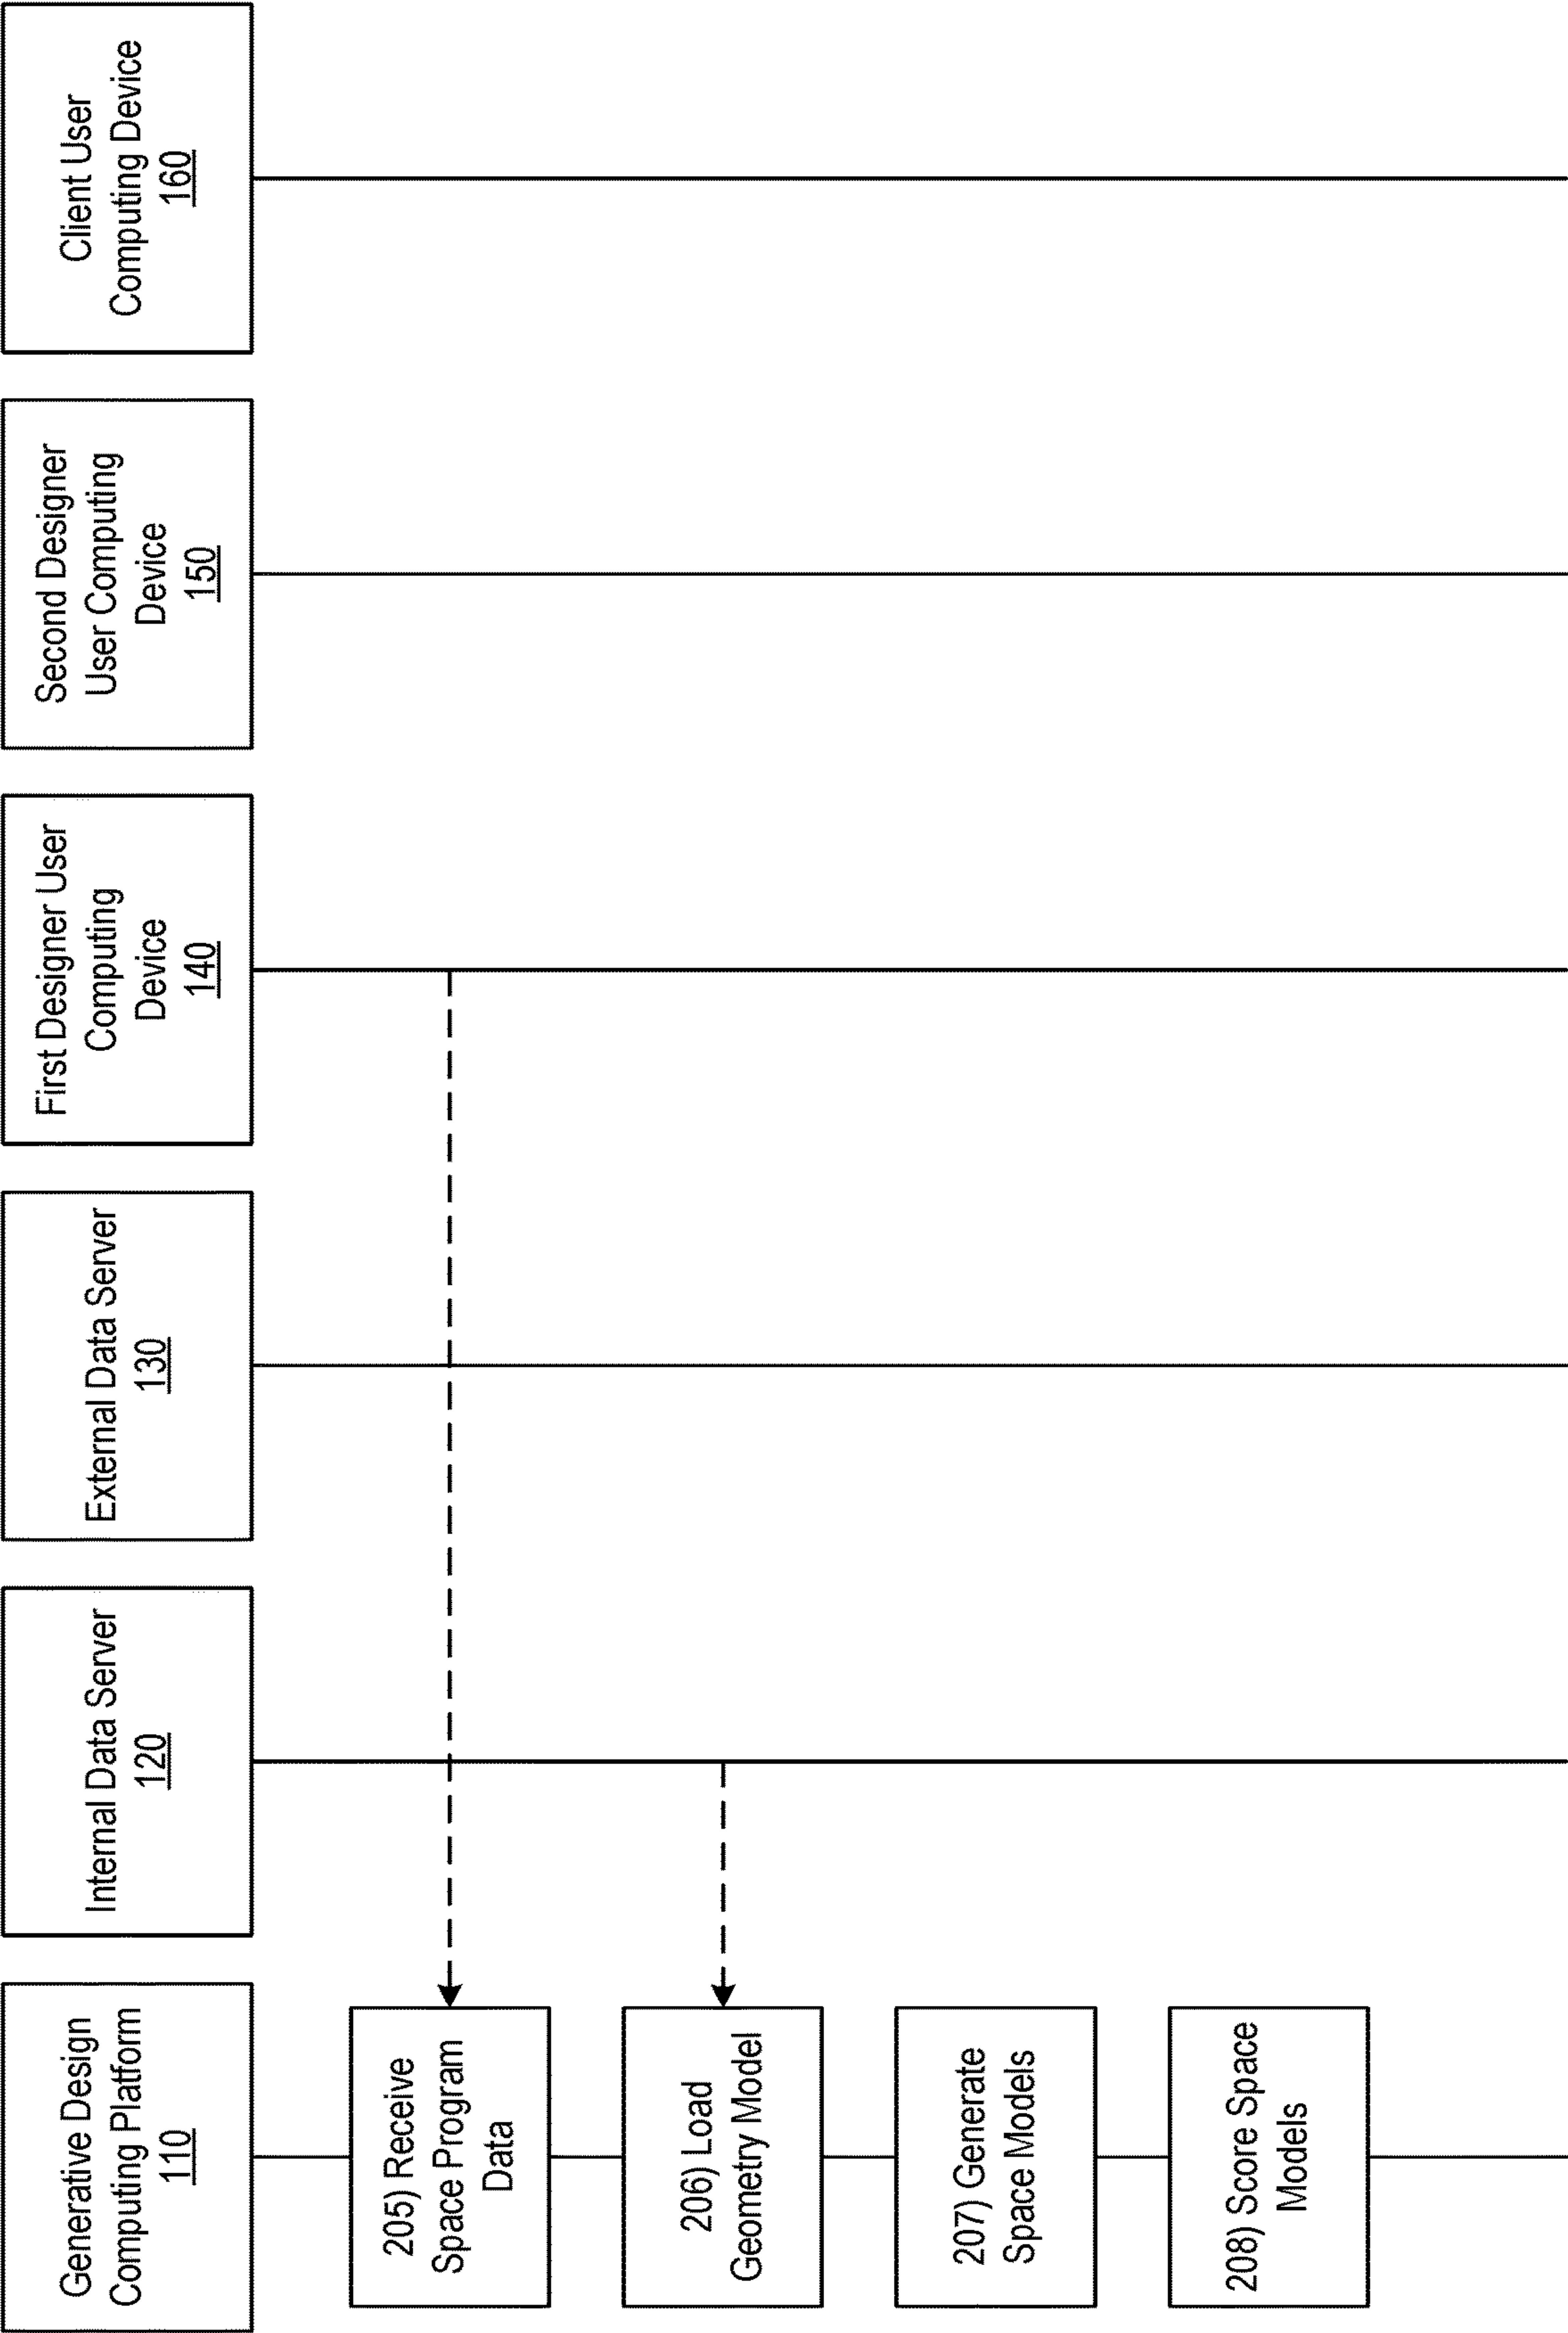 Generative Design
Computing Platform
110
Internal Data Server
120
External Data Server
130
First Designer User
Computing
Device
140
Second Designer
User Computing
Device
150
Client User
Computing Device
160
205) Receive
Space Program
Data
206) Load
Geometry Model
207) Generate
Space Models
208) Score Space
Models